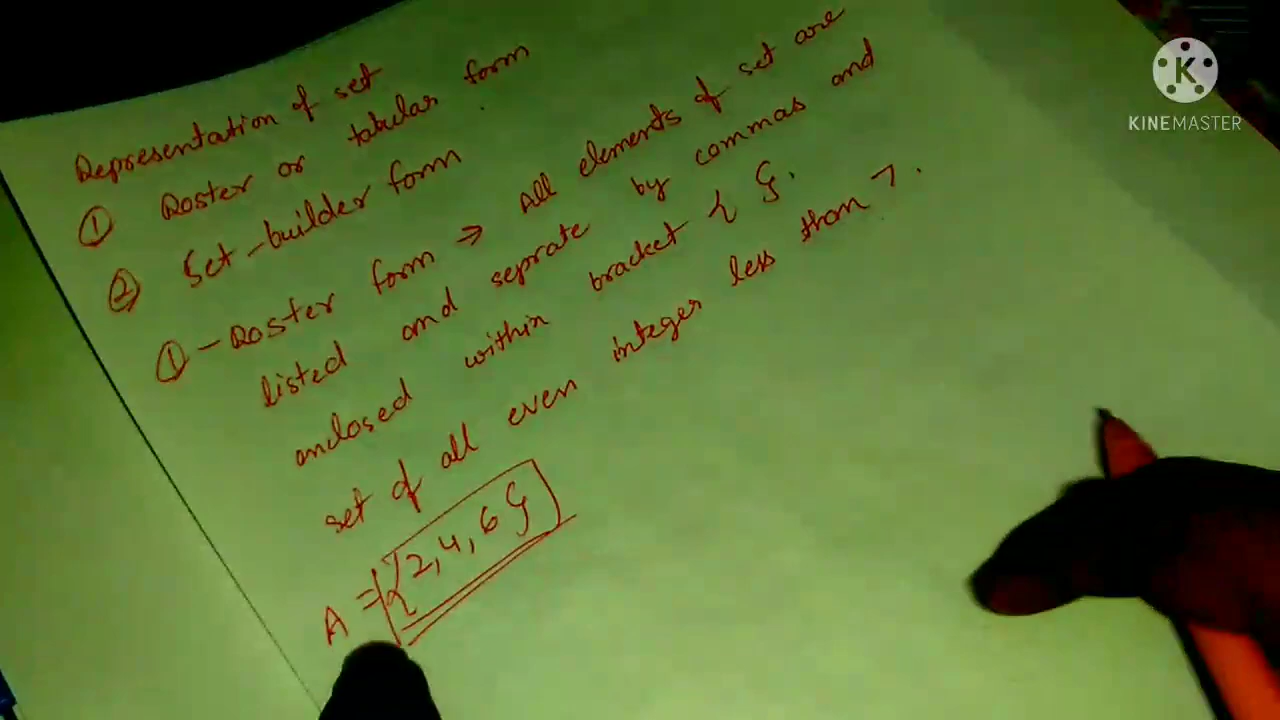 Representation of set
① Roster or tabular form
② Set-builder form
① - Roster form ⇒ All elements of set are
listed and seprate by commas and
enclosed within bracket { }.
set of all even integer less than 7.
A = {2, 4, 6}
K
KINEMASTER